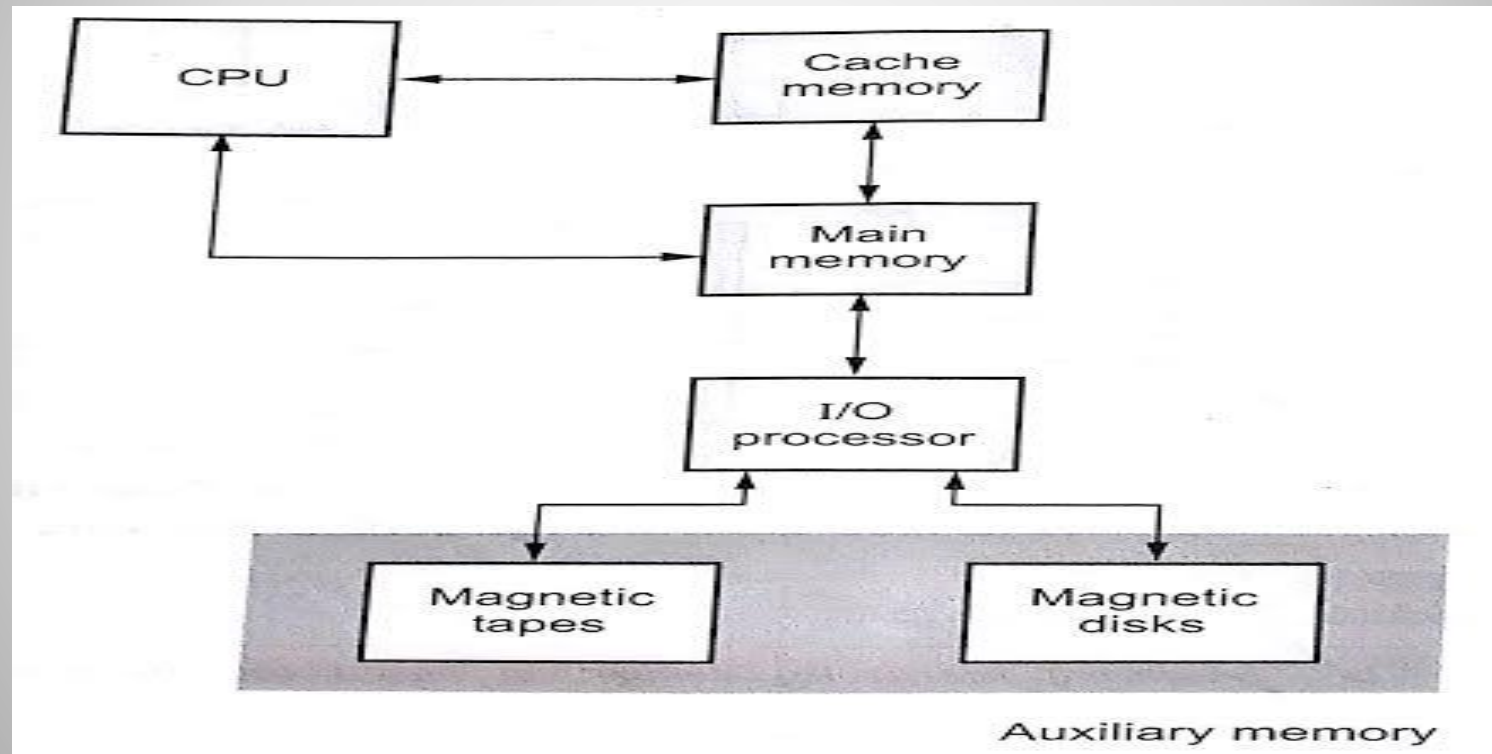 CPU
Cache
memory
Main
memory
I/O
processor
Magnetic
tapes
Magnetic
disks
Auxiliary memory